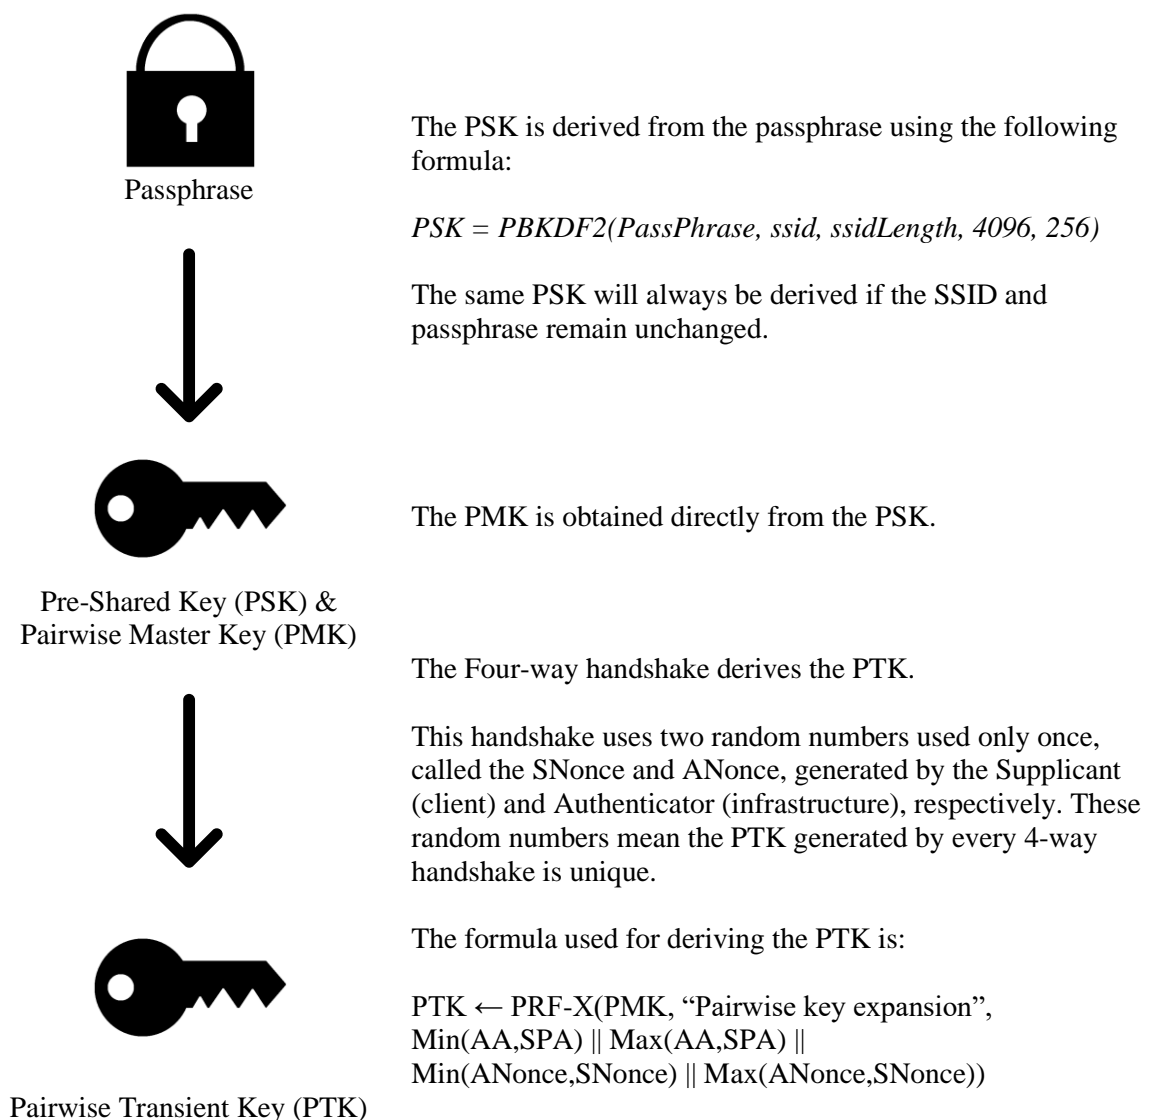 Passphrase
The PSK is derived from the passphrase using the following
formula:
PSK = PBKDF2(PassPhrase, ssid, ssidLength, 4096, 256)
The same PSK will always be derived if the SSID and
passphrase remain unchanged.
The PMK is obtained directly from the PSK.
Pre-Shared Key (PSK) &
Pairwise Master Key (PMK)
The Four-way handshake derives the PTK.
This handshake uses two random numbers used only once,
called the SNonce and ANonce, generated by the Supplicant
(client) and Authenticator (infrastructure), respectively. These
random numbers mean the PTK generated by every 4-way
handshake is unique.
The formula used for deriving the PTK is:
PTK ← PRF-X(PMK, “Pairwise key expansion”,
Min(AA,SPA) || Max(AA,SPA) ||
Min(ANonce,SNonce) || Max(ANonce,SNonce))
Pairwise Transient Key (PTK)